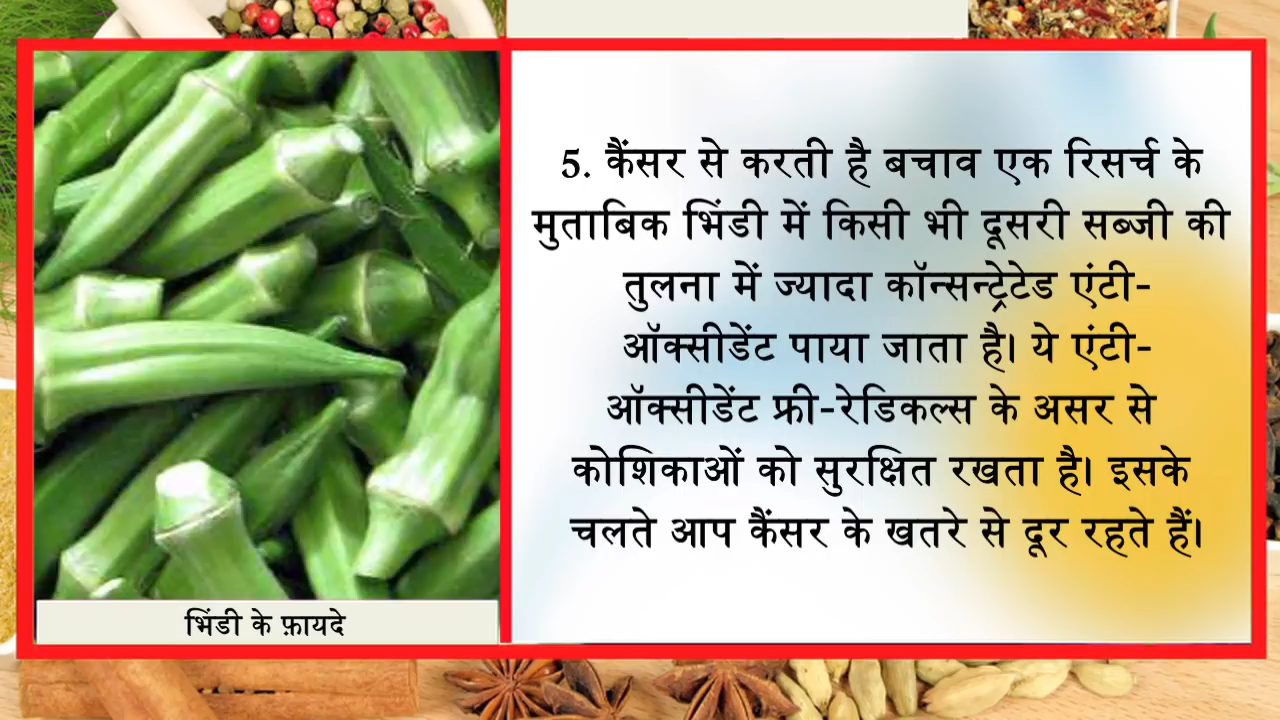 5. कैंसर से करती है बचाव एक रिसर्च के
मुताबिक भिंडी में किसी भी दूसरी सब्जी की
तुलना में ज्यादा कॉन्सन्ट्रेटेड एंटी-
ऑक्सीडेंट पाया जाता है। ये एंटी-
ऑक्सीडेंट फ्री-रेडिकल्स के असर से
कोशिकाओं को सुरक्षित रखता है। इसके
चलते आप कैंसर के खतरे से दूर रहते हैं।
भिंडी के फ़ायदे